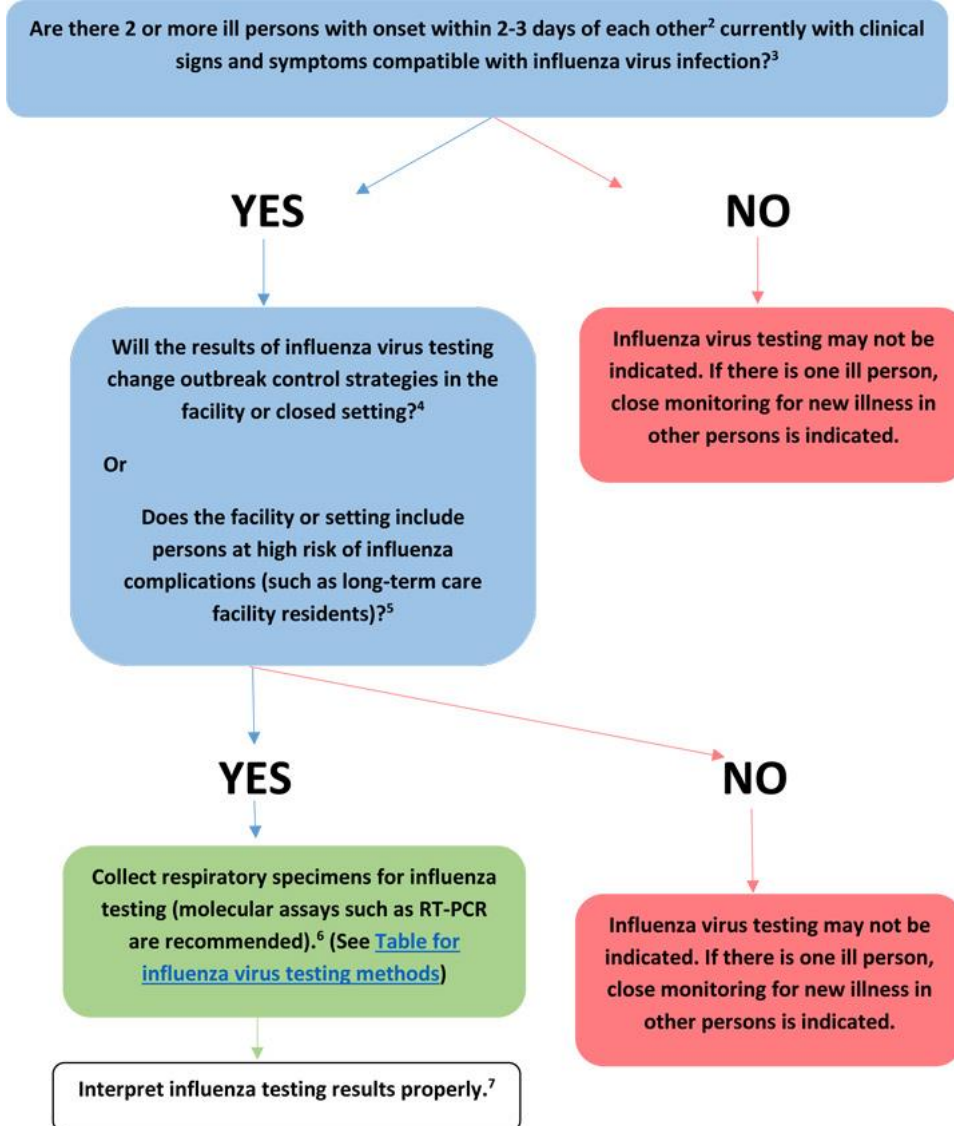 Are there 2 or more ill persons with onset within 2-3 days of each other² currently with clinical
signs and symptoms compatible with influenza virus infection?³
YES
NO
Will the results of influenza virus testing
change outbreak control strategies in the
facility or closed setting?⁴
Or
Does the facility or setting include
persons at high risk of influenza
complications (such as long-term care
facility residents)?⁵
Influenza virus testing may not be
indicated. If there is one ill person,
close monitoring for new illness in
other persons is indicated.
YES
NO
Collect respiratory specimens for influenza
testing (molecular assays such as RT-PCR
are recommended).⁶ (See Table for
influenza virus testing methods)
Influenza virus testing may not be
indicated. If there is one ill person,
close monitoring for new illness in
other persons is indicated.
Interpret influenza testing results properly.⁷